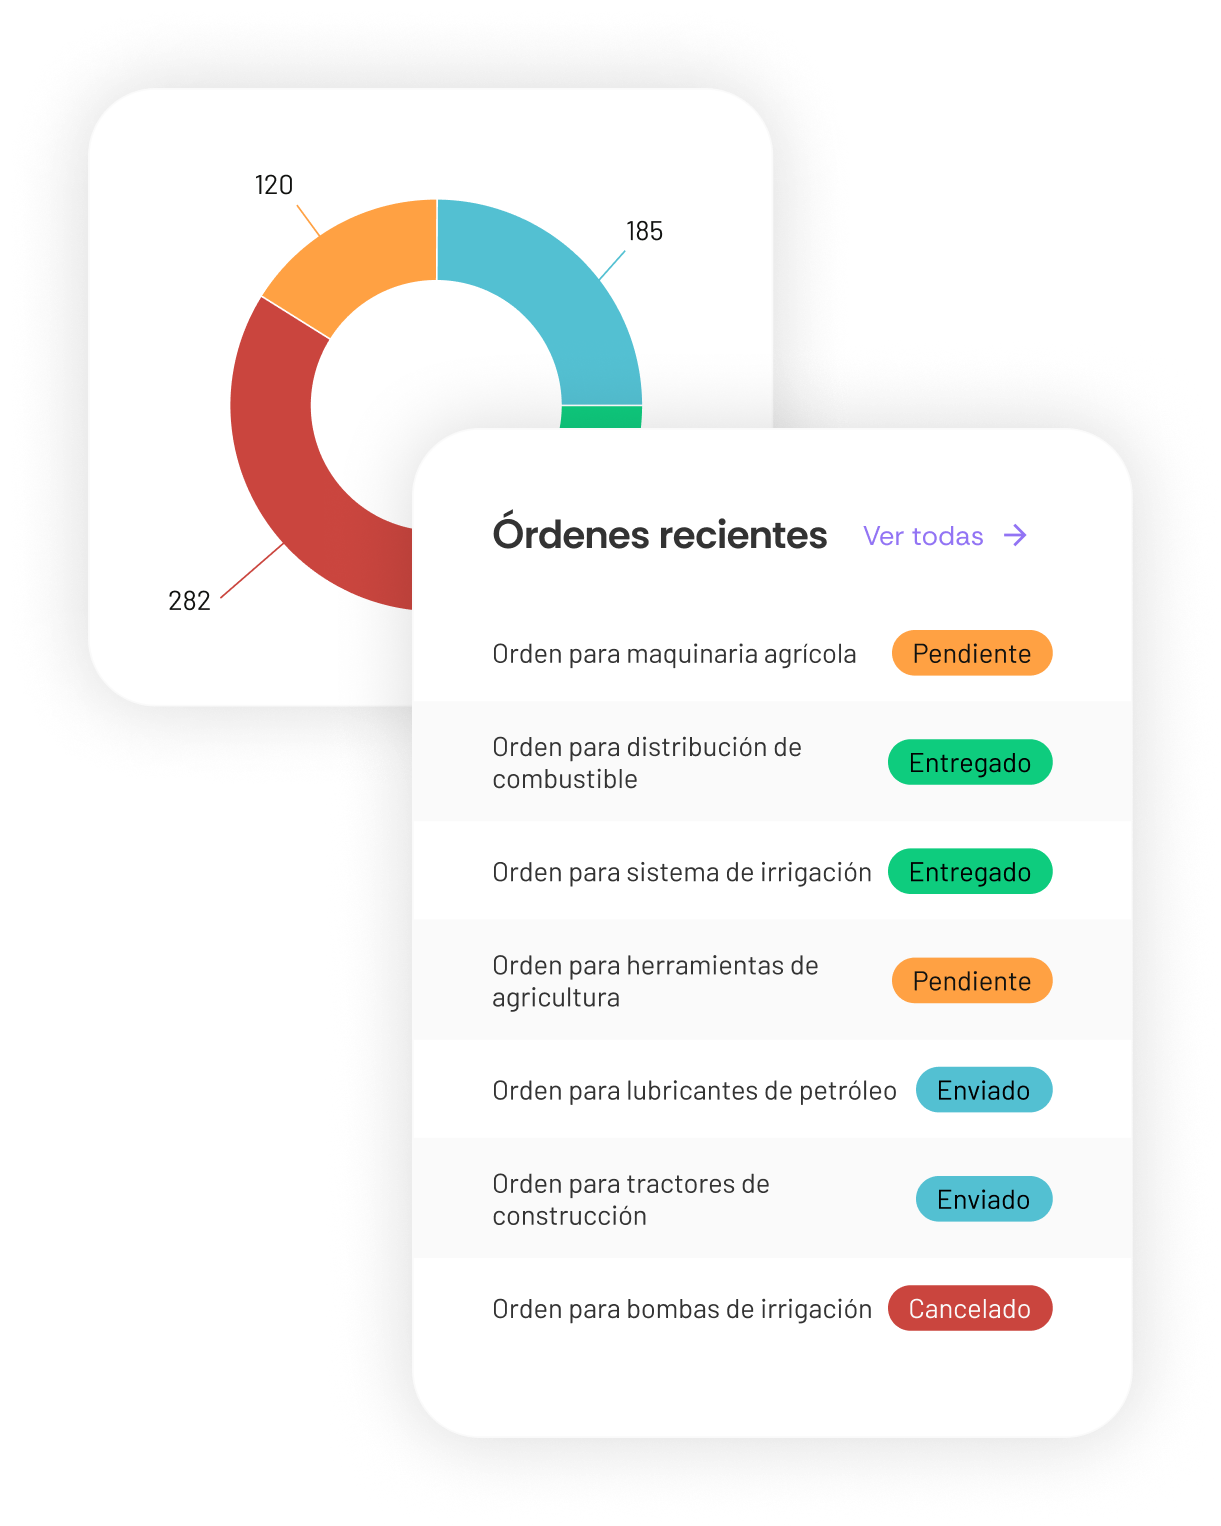 120
185
282
Órdenes recientes Ver todas →
Orden para maquinaria agrícola Pendiente
Orden para distribución de
combustible Entregado
Orden para sistema de irrigación Entregado
Orden para herramientas de
agricultura Pendiente
Orden para lubricantes de petróleo Enviado
Orden para tractores de
construcción Enviado
Orden para bombas de irrigación Cancelado